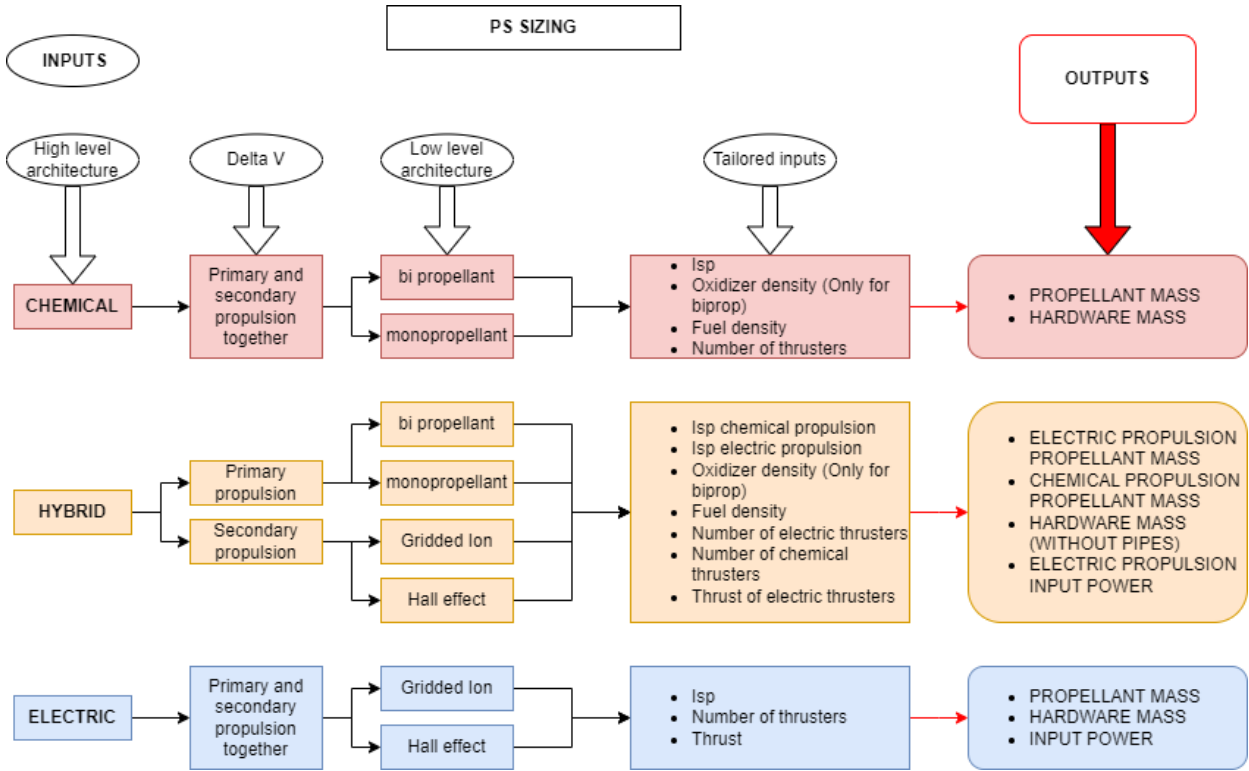 PS SIZING
INPUTS
OUTPUTS
High level
architecture
Delta V
Low level
architecture
Tailored inputs
CHEMICAL
Primary and
secondary
propulsion
together
bi propellant
monopropellant
• Isp
• Oxidizer density (Only for
biprop)
• Fuel density
• Number of thrusters
• PROPELLANT MASS
• HARDWARE MASS
HYBRID
Primary
propulsion
Secondary
propulsion
bi propellant
monopropellant
Gridded Ion
Hall effect
• Isp chemical propulsion
• Isp electric propulsion
• Oxidizer density (Only for
biprop)
• Fuel density
• Number of electric thrusters
• Number of chemical
thrusters
• Thrust of electric thrusters
• ELECTRIC PROPULSION
PROPELLANT MASS
• CHEMICAL PROPULSION
PROPELLANT MASS
• HARDWARE MASS
(WITHOUT PIPES)
• ELECTRIC PROPULSION
INPUT POWER
ELECTRIC
Primary and
secondary
propulsion
together
Gridded Ion
Hall effect
• Isp
• Number of thrusters
• Thrust
• PROPELLANT MASS
• HARDWARE MASS
• INPUT POWER